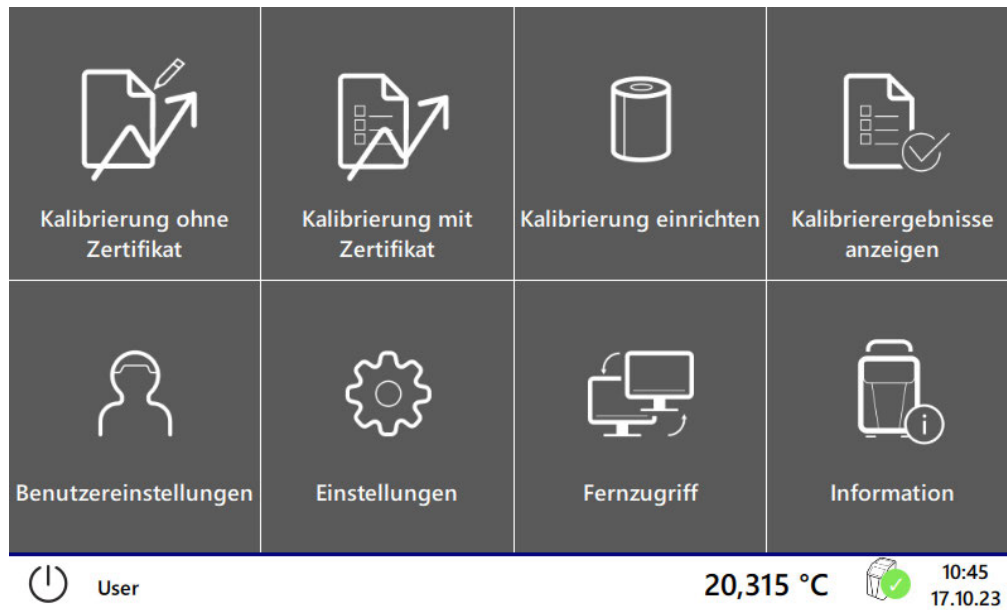 Kalibrierung ohne
Zertifikat
Kalibrierung mit
Zertifikat
Kalibrierung einrichten
Kalibrierergebnisse
anzeigen
Benutzereinstellungen
Einstellungen
Fernzugriff
Information
User
20,315 °C
10:45
17.10.23